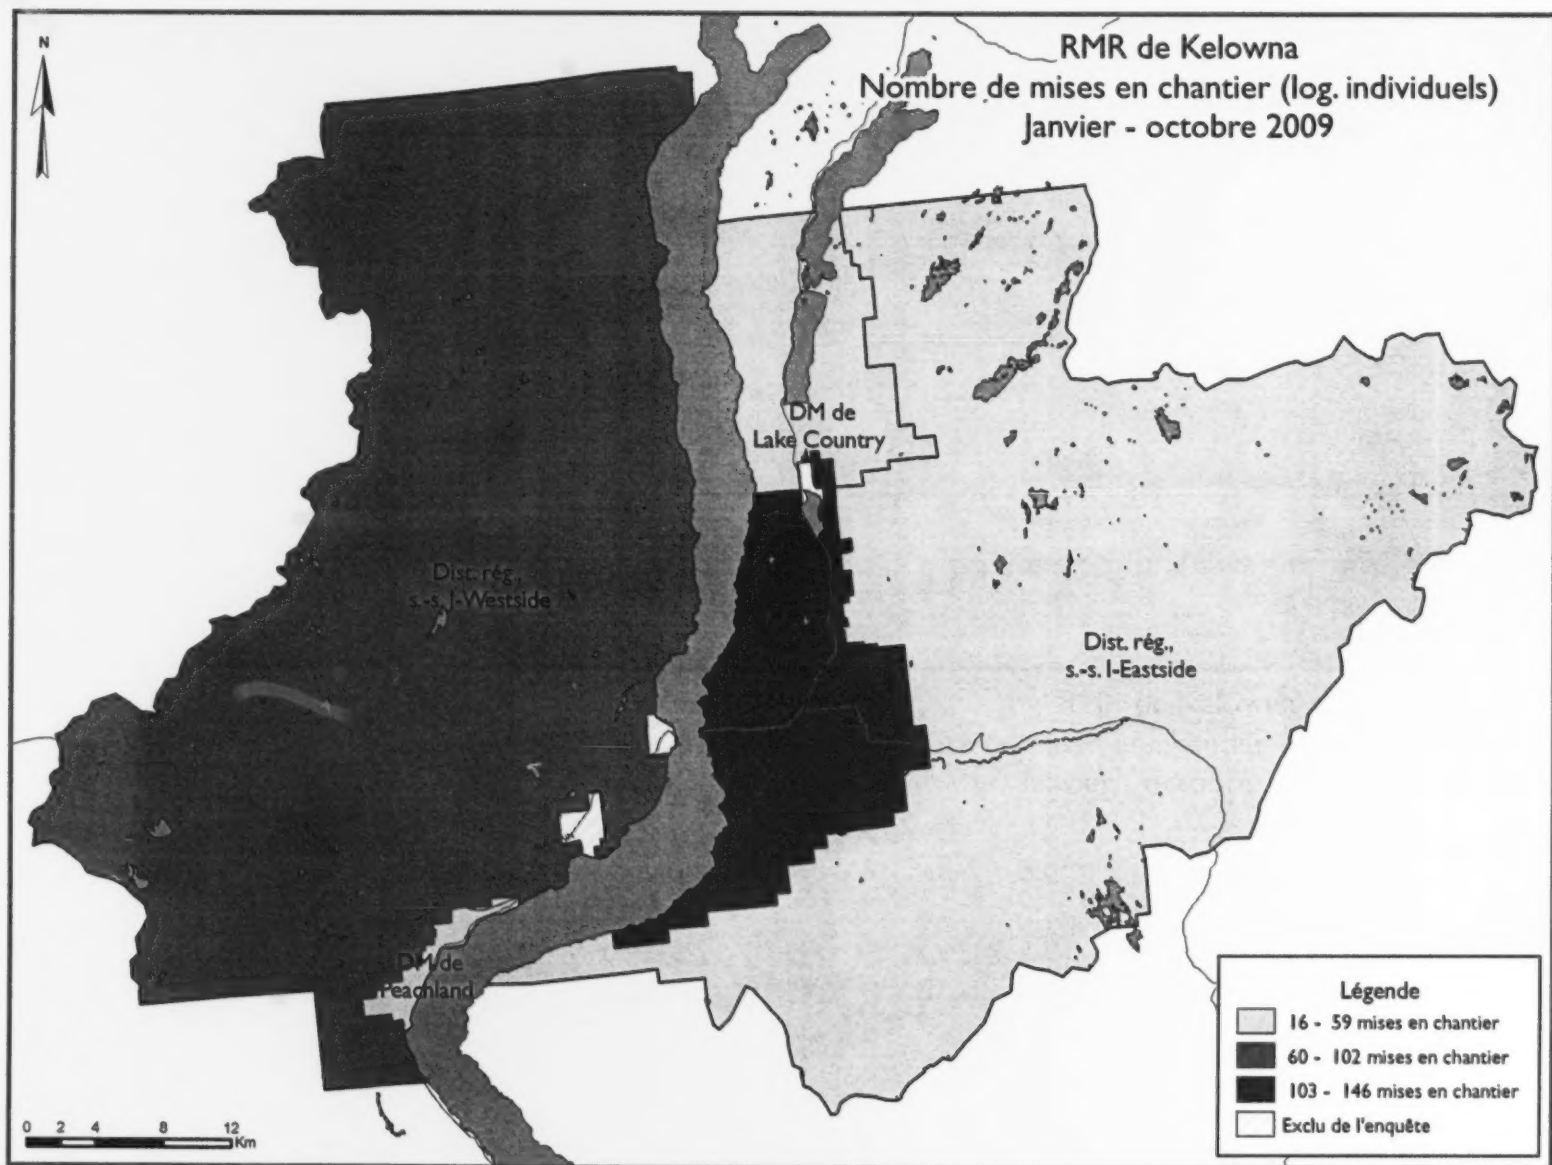 N
RMR de Kelowna
Nombre de mises en chantier (log. individuels)
Janvier - octobre 2009
DM de
Lake Country
Dist. rég.,
s.-s. J-Westside
Dist. rég.,
s.-s. I-Eastside
DM de
Peachland
Légende
16 - 59 mises en chantier
60 - 102 mises en chantier
103 - 146 mises en chantier
Exclu de l'enquête
0 2 4 8 12
Km